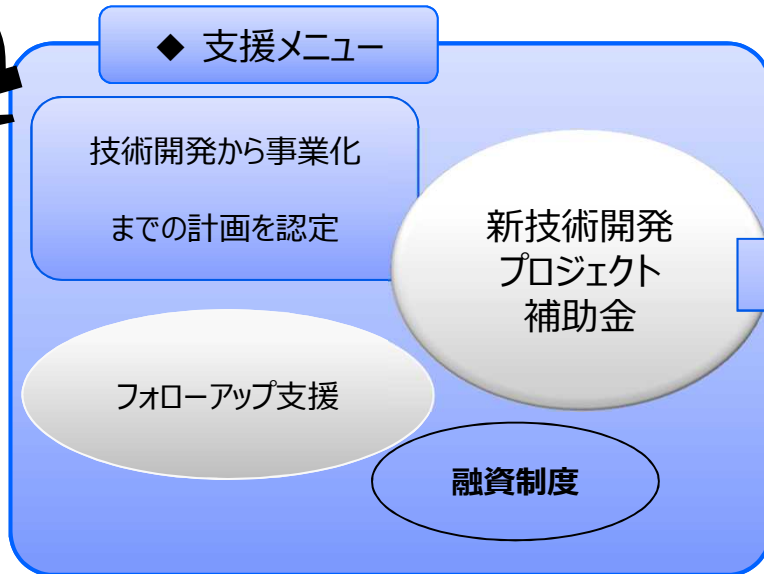 ◆ 支援メニュー
技術開発から事業化
までの計画を認定
新技術開発
プロジェクト
補助金
フォローアップ支援
融資制度